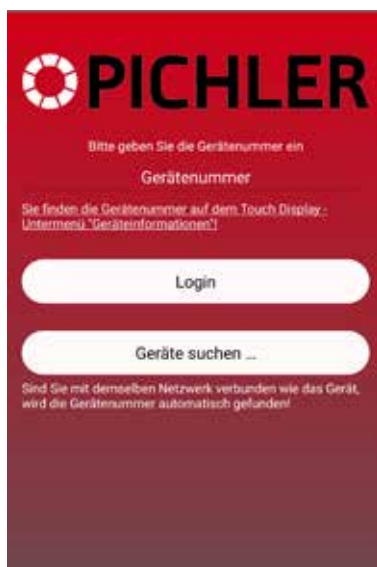 PICHLER
Bitte geben Sie die Gerätenummer ein
Gerätenummer
Sie finden die Gerätenummer auf dem Touch Display -
Untermenü "Geräteinformationen"!
Login
Geräte suchen ...
Sind Sie mit demselben Netzwerk verbunden wie das Gerät,
wird die Gerätenummer automatisch gefunden!